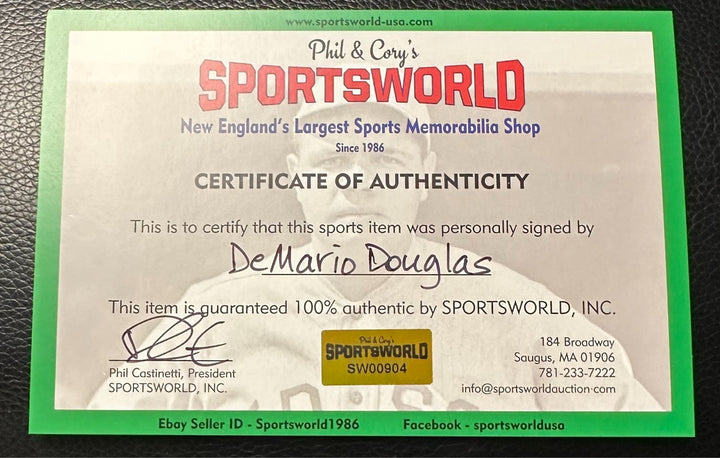 www.sportsworld-usa.com
Phil & Cory's
SPORTSWORLD
New England's Largest Sports Memorabilia Shop
Since 1986
CERTIFICATE OF AUTHENTICITY
This is to certify that this sports item was personally signed by
DeMario Douglas
This item is guaranteed 100% authentic by SPORTSWORLD, INC.
Phil Castinetti, President
SPORTSWORLD, INC.
Phil & Cory's
SPORTSWORLD
SW00904
184 Broadway
Saugus, MA 01906
781-233-7222
info@sportsworldauction.com
Ebay Seller ID - Sportsworld1986
Facebook - sportsworldusa